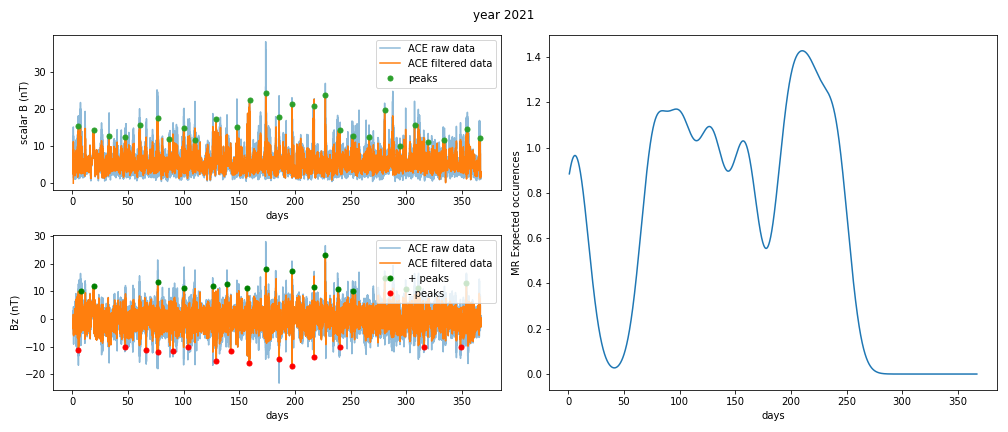 year 2021
scalar B (nT)
30
20
10
0
ACE raw data
ACE filtered data
peaks
0 50 100 150 200 250 300 350
days
Bz (nT)
30
20
10
0
−10
−20
ACE raw data
ACE filtered data
+ peaks
- peaks
0 50 100 150 200 250 300 350
days
MR Expected occurences
1.4
1.2
1.0
0.8
0.6
0.4
0.2
0.0
0 50 100 150 200 250 300 350
days